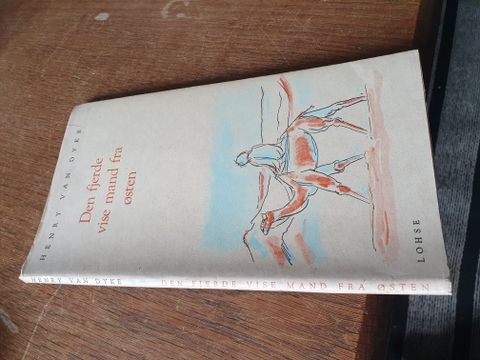 HENRY VAN DYKE
Den fjerde
vise mand fra
østen
LOHSE
HENRY VAN DYKE DEN FJERDE VISE MAND FRA ØSTEN